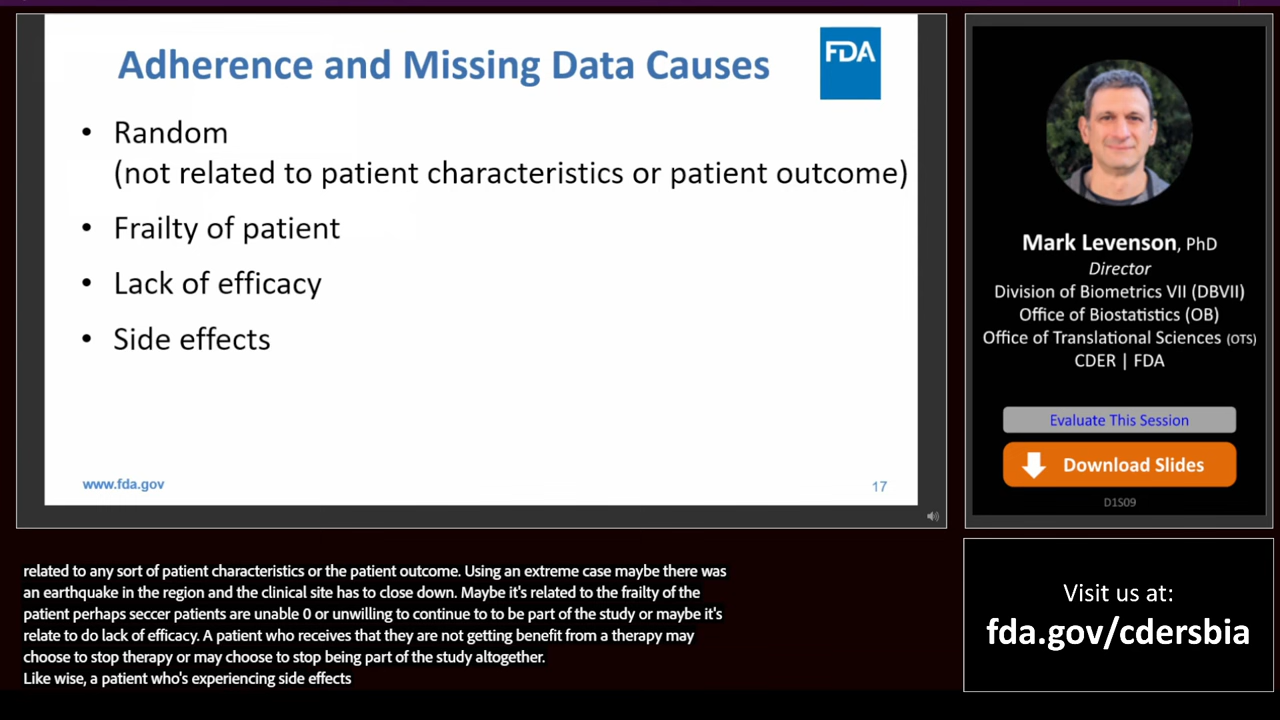 Adherence and Missing Data Causes
FDA
• Random
(not related to patient characteristics or patient outcome)
• Frailty of patient
• Lack of efficacy
• Side effects
www.fda.gov
17
Mark Levenson, PhD
Director
Division of Biometrics VII (DBVII)
Office of Biostatistics (OB)
Office of Translational Sciences (OTS)
CDER | FDA
Evaluate This Session
Download Slides
D1S09
related to any sort of patient characteristics or the patient outcome. Using an extreme case maybe there was
an earthquake in the region and the clinical site has to close down. Maybe it's related to the frailty of the
patient perhaps seccer patients are unable 0 or unwilling to continue to to be part of the study or maybe it's
relate to do lack of efficacy. A patient who receives that they are not getting benefit from a therapy may
choose to stop therapy or may choose to stop being part of the study altogether.
Like wise, a patient who's experiencing side effects
Visit us at:
fda.gov/cdersbia